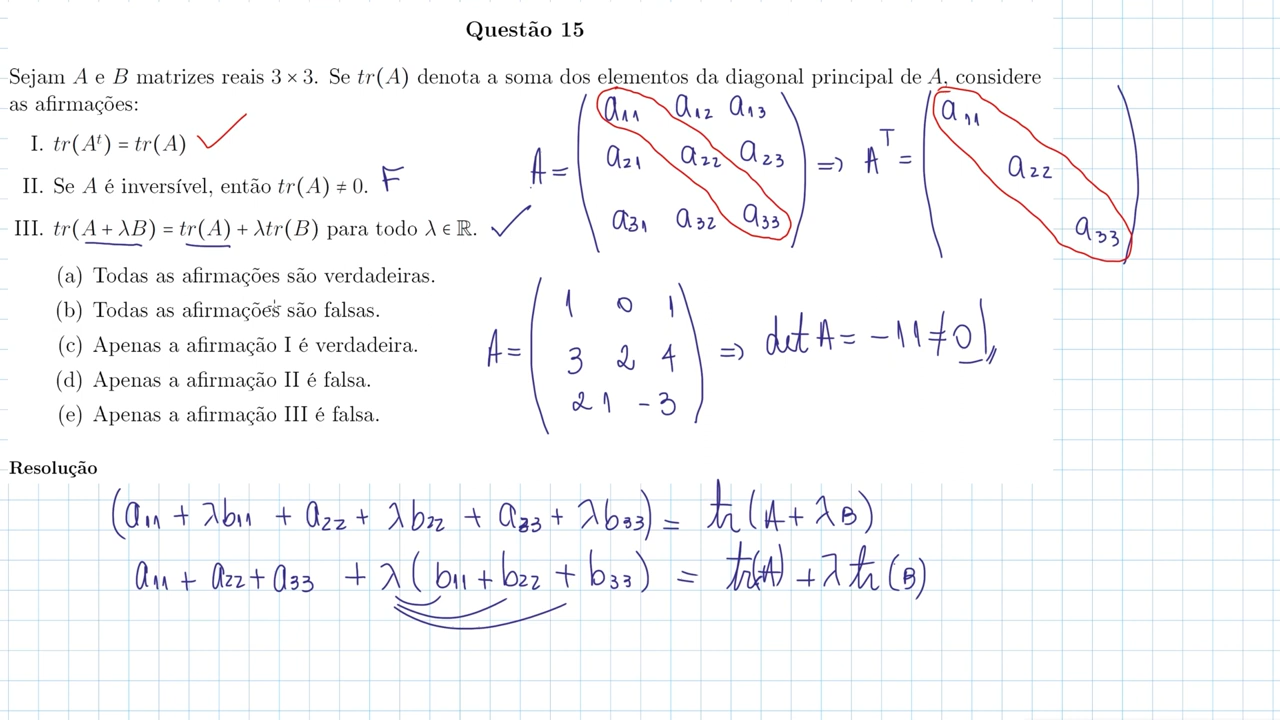 Questão 15
Sejam A e B matrizes reais 3 × 3. Se tr(A) denota a soma dos elementos da diagonal principal de A, considere
as afirmações:
I. tr(Aᵗ) = tr(A) ✓
II. Se A é inversível, então tr(A) ≠ 0. F
III. tr(A + λB) = tr(A) + λtr(B) para todo λ ∈ ℝ. ✓
(a) Todas as afirmações são verdadeiras.
(b) Todas as afirmações são falsas.
(c) Apenas a afirmação I é verdadeira.
(d) Apenas a afirmação II é falsa.
(e) Apenas a afirmação III é falsa.
a₁₁ a₁₂ a₁₃
A = a₂₁ a₂₂ a₂₃
a₃₁ a₃₂ a₃₃
a₁₁
⇒ Aᵀ = a₂₂
a₃₃
1 0 1
A = 3 2 4 ⇒ det A = -11 ≠ 0
2 1 -3
Resolução
(a₁₁ + λb₁₁ + a₂₂ + λb₂₂ + a₃₃ + λb₃₃) = tr(A + λB)
a₁₁ + a₂₂ + a₃₃ + λ(b₁₁ + b₂₂ + b₃₃) = tr(A) + λ tr(B)